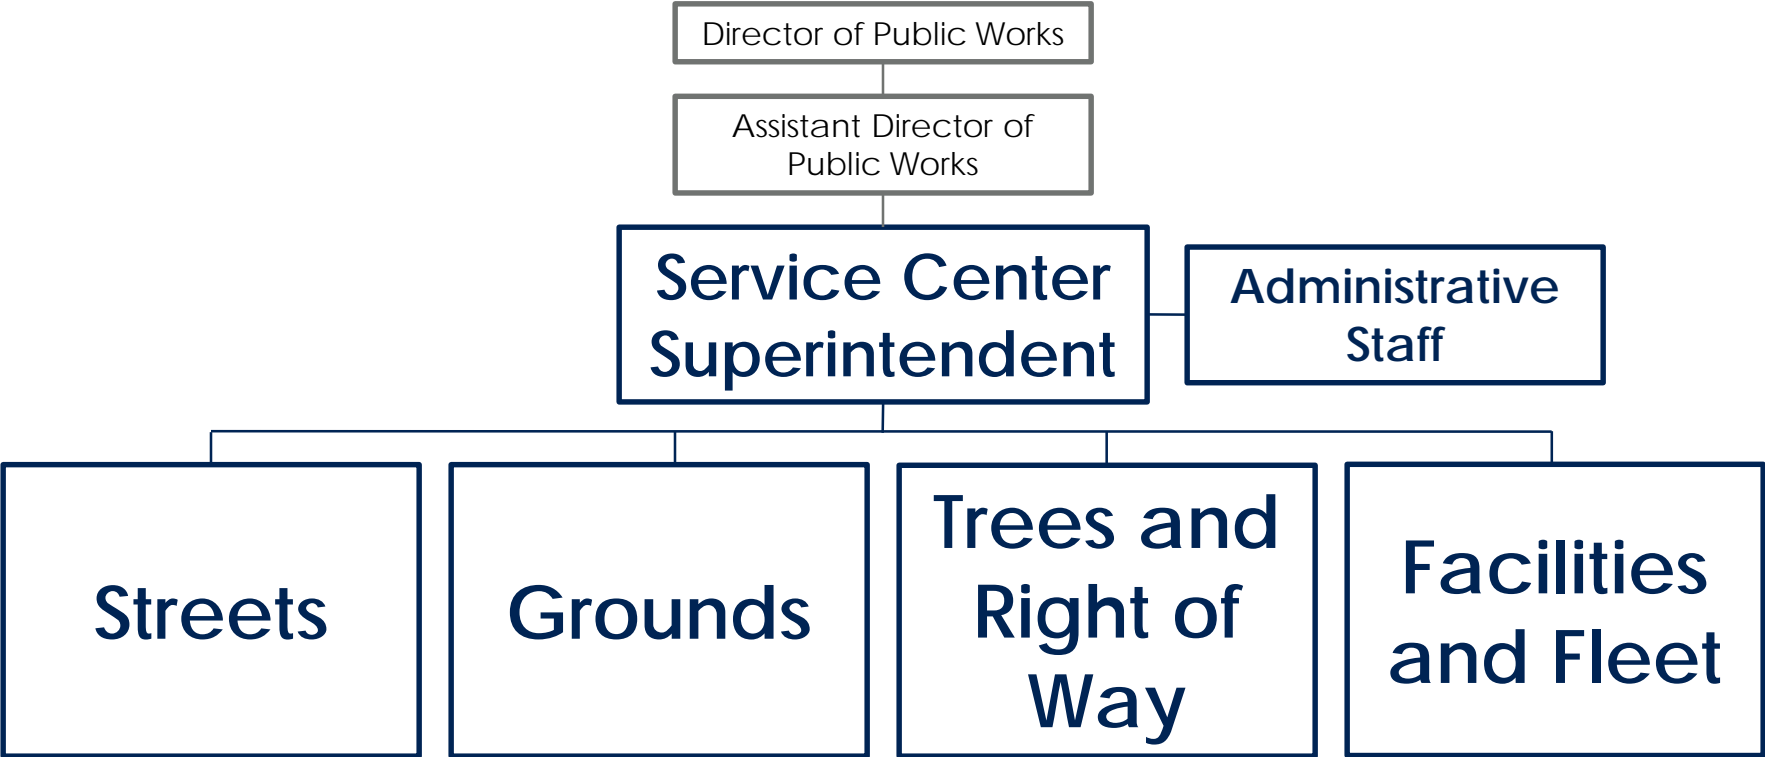 Director of Public Works
Assistant Director of
Public Works
Service Center
Superintendent
Administrative
Staff
Streets
Grounds
Trees and
Right of
Way
Facilities
and Fleet